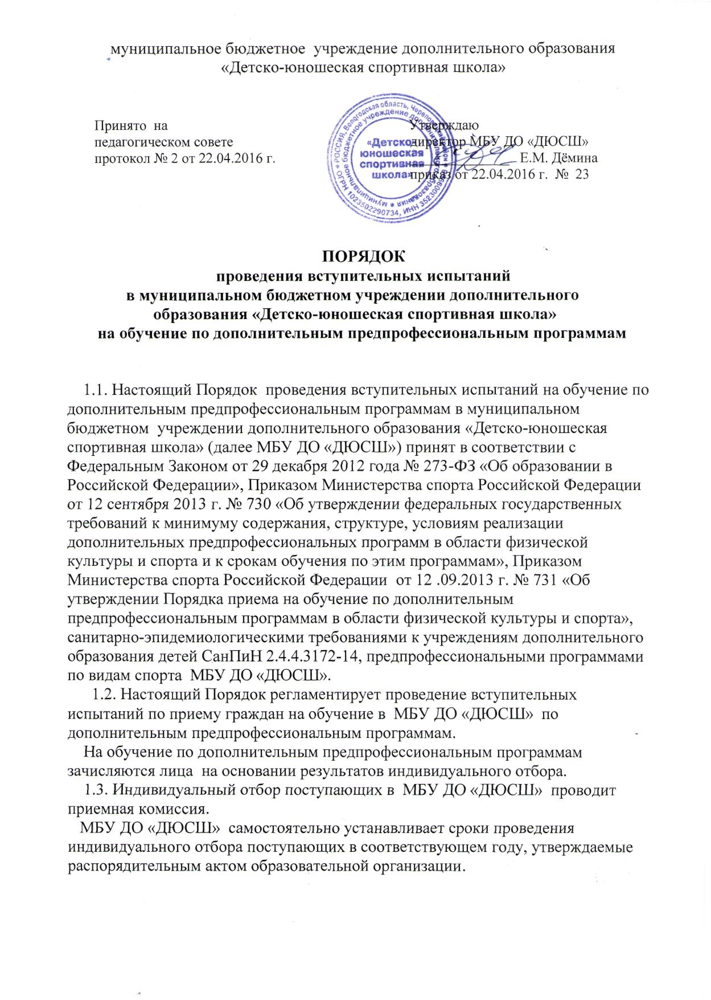 муниципальное бюджетное учреждение дополнительного образования
«Детско-юношеская спортивная школа»
Принято на
педагогическом совете
протокол № 2 от 22.04.2016 г.
Утверждаю
директор МБУ ДО «ДЮСШ»
Е.М. Дёмина
приказ от 22.04.2016 г. № 23
РОССИЯ, Вологодская область, Череповецкий район * ОГРН 1023502290734, ИНН 3523009978
муниципальное бюджетное учреждение дополнительного образования *
«Детско-
юношеская
спортивная
школа»
ПОРЯДОК
проведения вступительных испытаний
в муниципальном бюджетном учреждении дополнительного
образования «Детско-юношеская спортивная школа»
на обучение по дополнительным предпрофессиональным программам
1.1. Настоящий Порядок проведения вступительных испытаний на обучение по
дополнительным предпрофессиональным программам в муниципальном
бюджетном учреждении дополнительного образования «Детско-юношеская
спортивная школа» (далее МБУ ДО «ДЮСШ») принят в соответствии с
Федеральным Законом от 29 декабря 2012 года № 273-ФЗ «Об образовании в
Российской Федерации», Приказом Министерства спорта Российской Федерации
от 12 сентября 2013 г. № 730 «Об утверждении федеральных государственных
требований к минимуму содержания, структуре, условиям реализации
дополнительных предпрофессиональных программ в области физической
культуры и спорта и к срокам обучения по этим программам», Приказом
Министерства спорта Российской Федерации от 12 .09.2013 г. № 731 «Об
утверждении Порядка приема на обучение по дополнительным
предпрофессиональным программам в области физической культуры и спорта»,
санитарно-эпидемиологическими требованиями к учреждениям дополнительного
образования детей СанПиН 2.4.4.3172-14, предпрофессиональными программами
по видам спорта МБУ ДО «ДЮСШ».
1.2. Настоящий Порядок регламентирует проведение вступительных
испытаний по приему граждан на обучение в МБУ ДО «ДЮСШ» по
дополнительным предпрофессиональным программам.
На обучение по дополнительным предпрофессиональным программам
зачисляются лица на основании результатов индивидуального отбора.
1.3. Индивидуальный отбор поступающих в МБУ ДО «ДЮСШ» проводит
приемная комиссия.
МБУ ДО «ДЮСШ» самостоятельно устанавливает сроки проведения
индивидуального отбора поступающих в соответствующем году, утверждаемые
распорядительным актом образовательной организации.